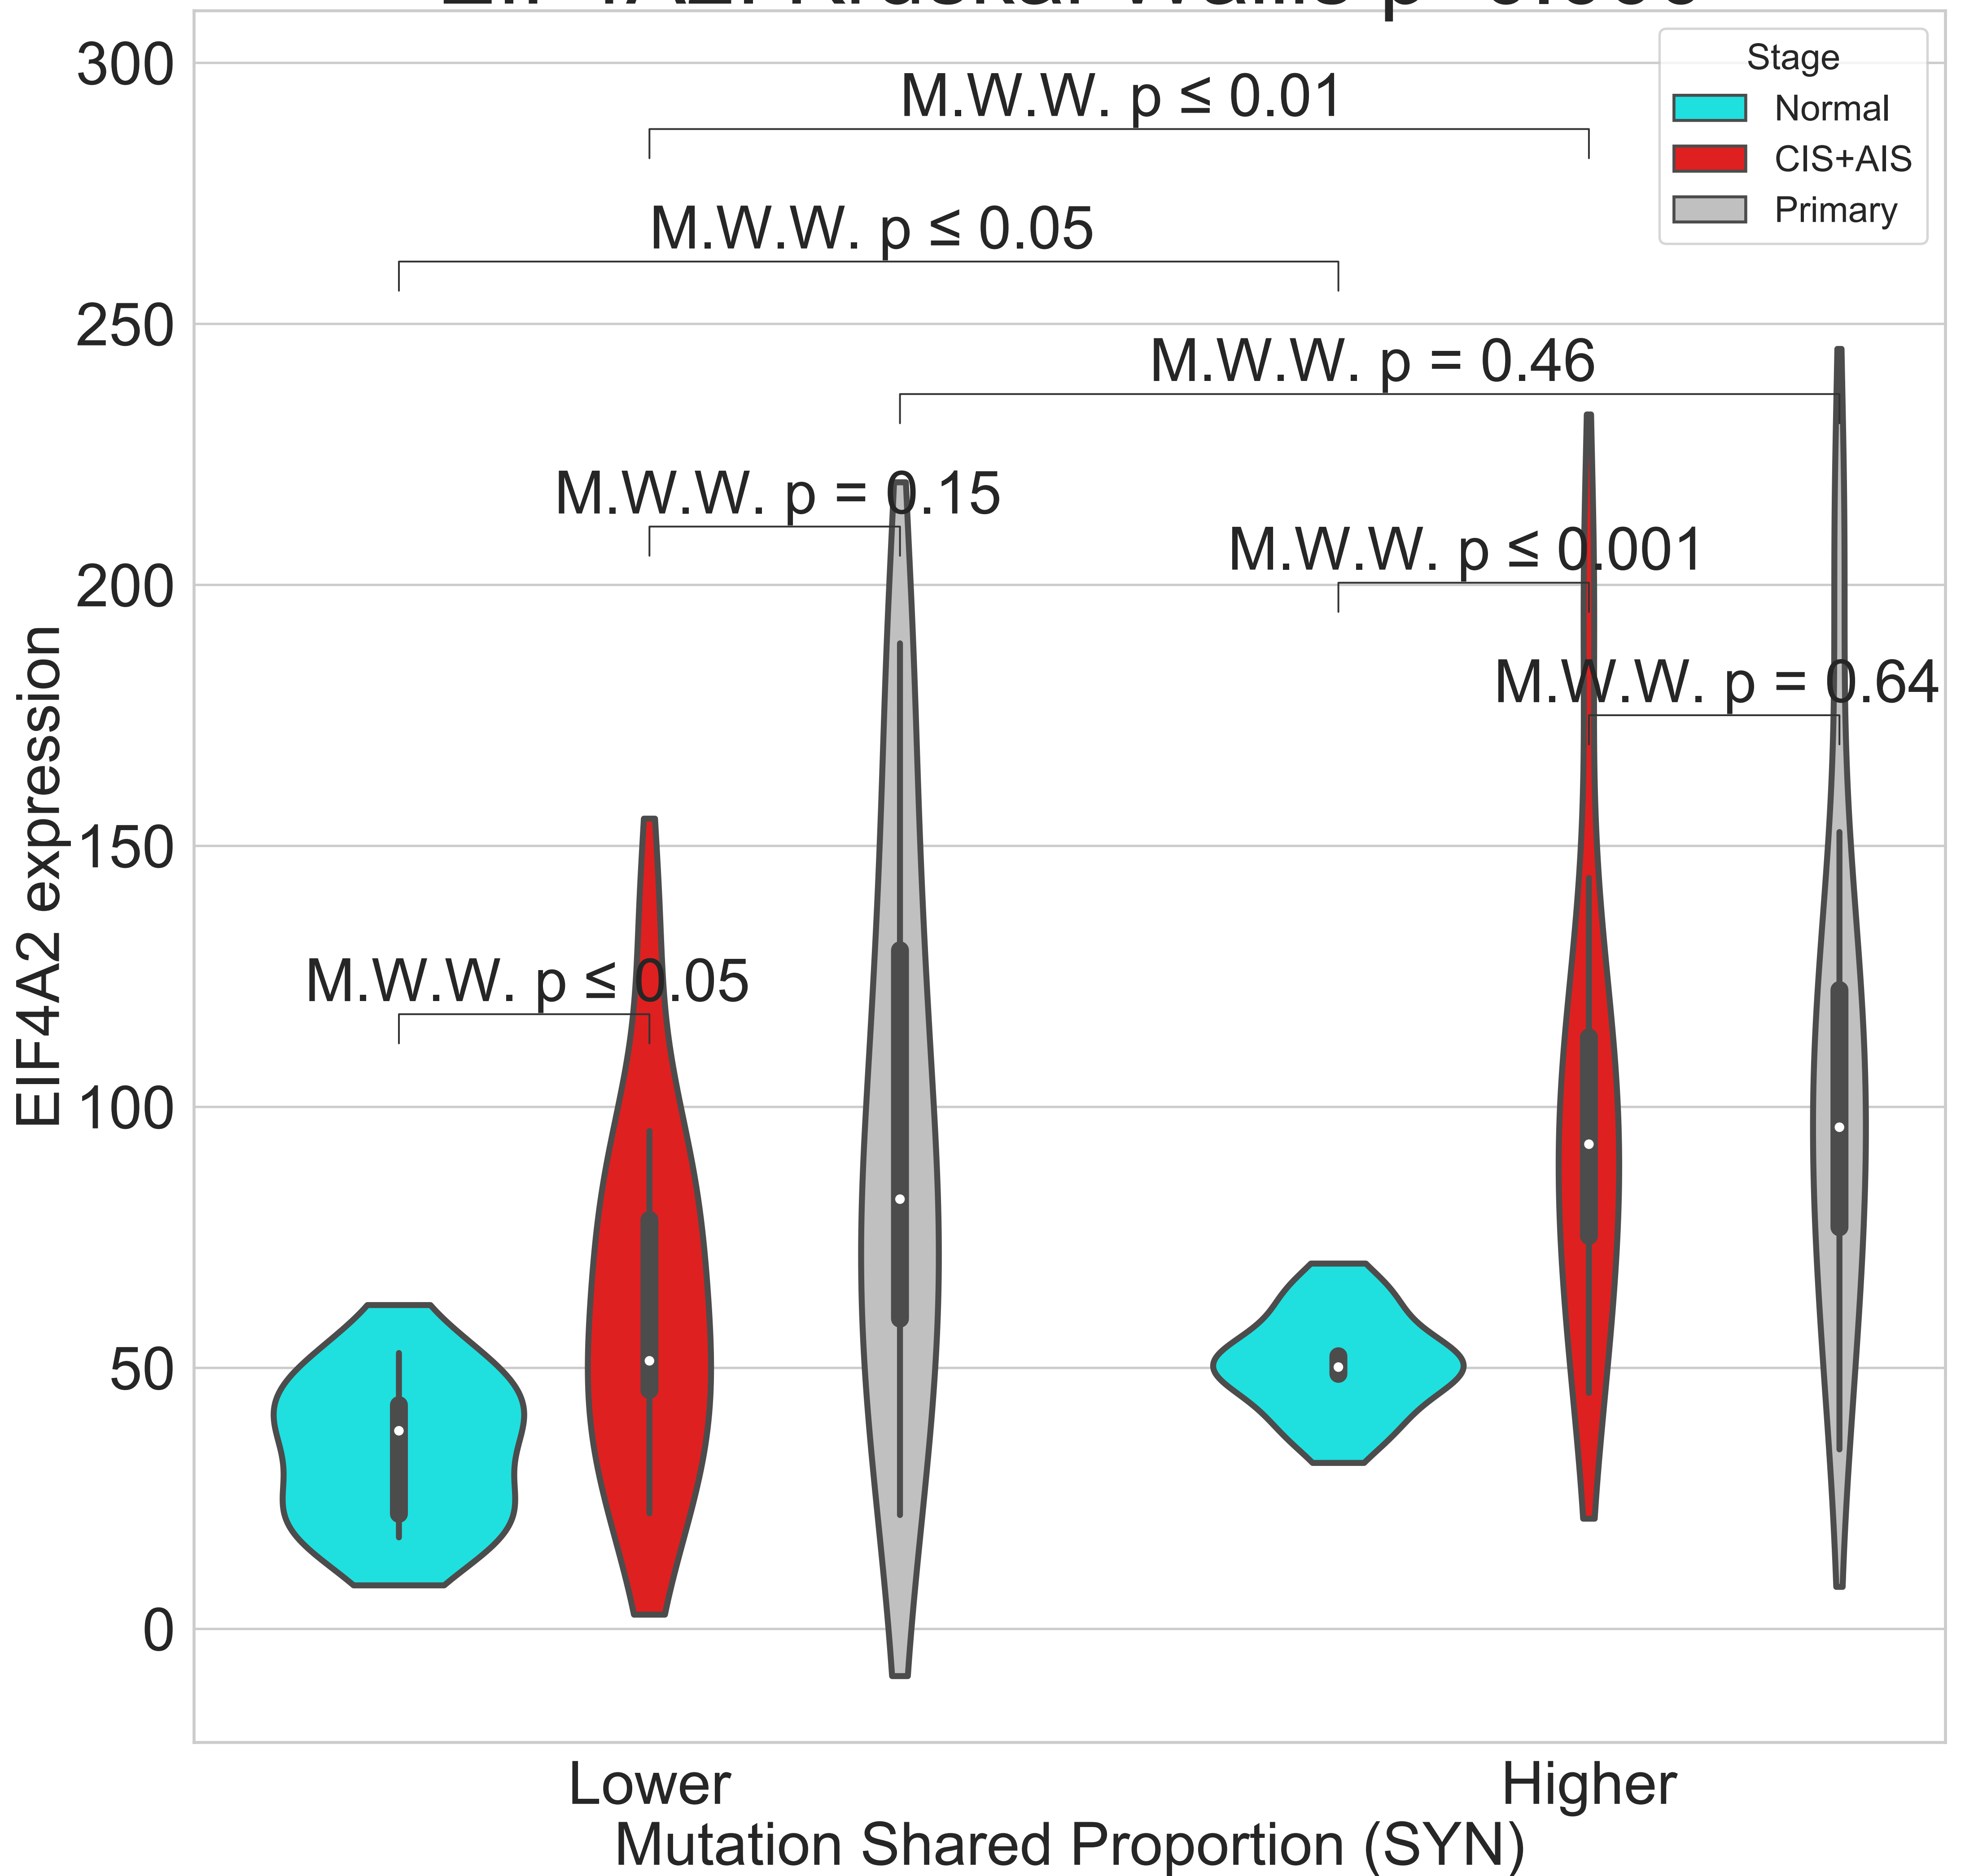 300
250
200
150
100
50
0
EIF4A2 expression
Stage
Normal
CIS+AIS
Primary
M.W.W. p ≤ 0.01
M.W.W. p ≤ 0.05
M.W.W. p = 0.46
M.W.W. p = 0.15
M.W.W. p ≤ 0.001
M.W.W. p = 0.64
M.W.W. p ≤ 0.05
Lower
Higher
Mutation Shared Proportion (SYN)